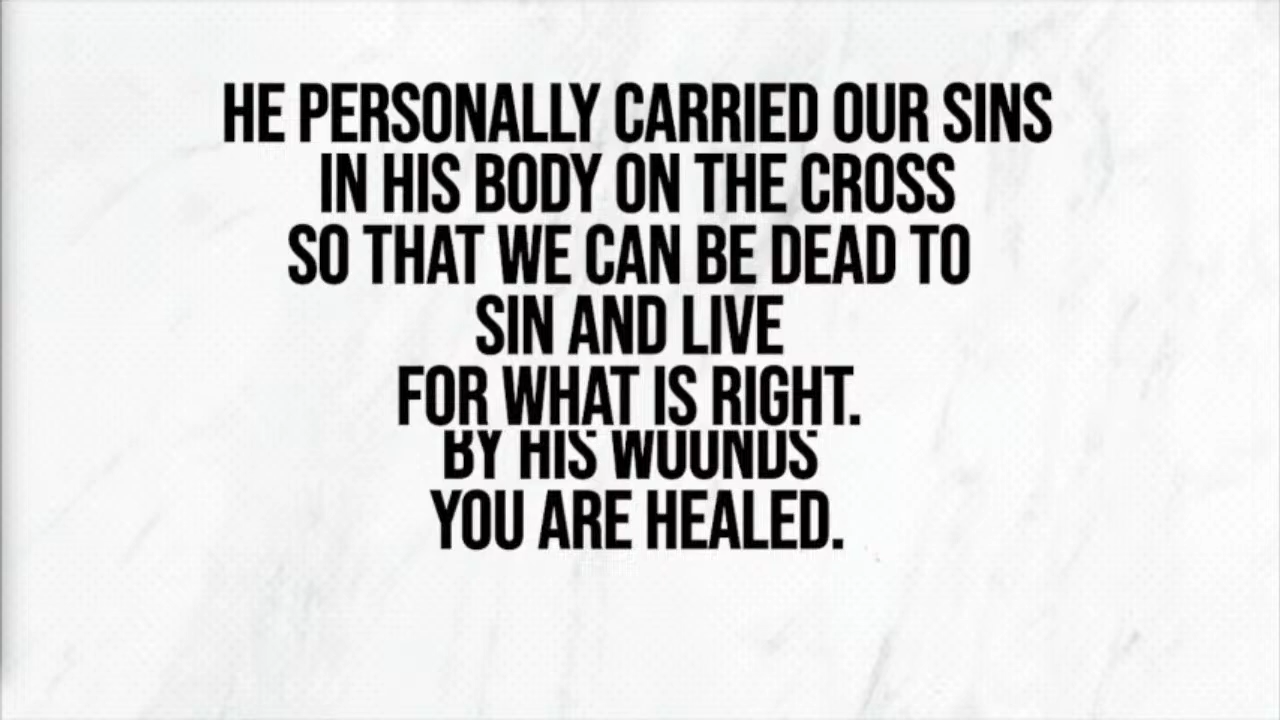 HE PERSONALLY CARRIED OUR SINS
IN HIS BODY ON THE CROSS
SO THAT WE CAN BE DEAD TO
SIN AND LIVE
FOR WHAT IS RIGHT.
BY HIS WOUNDS
YOU ARE HEALED.